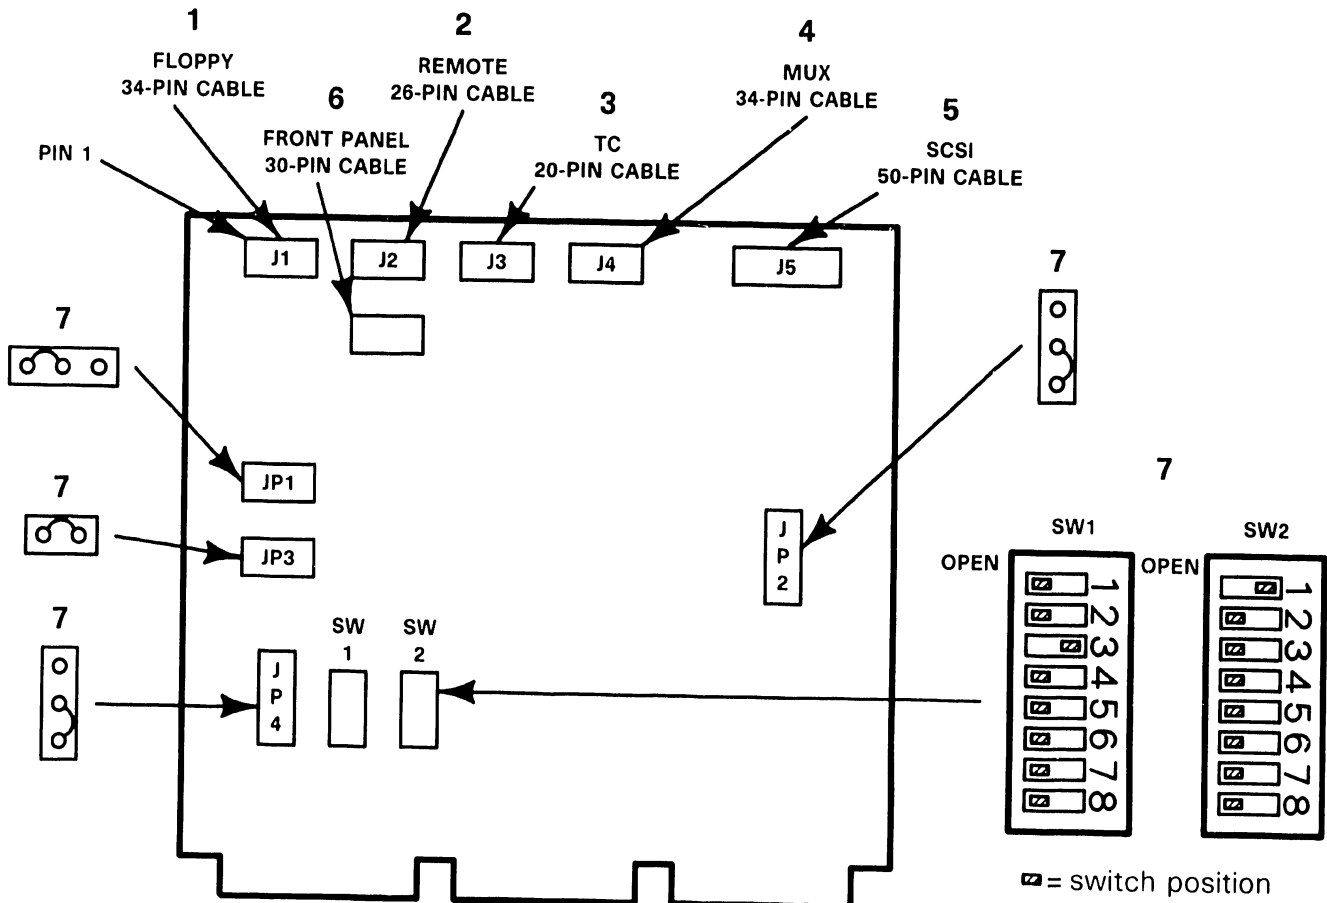 1
FLOPPY
34-PIN CABLE
2
REMOTE
26-PIN CABLE
4
MUX
34-PIN CABLE
6
FRONT PANEL
30-PIN CABLE
3
TC
20-PIN CABLE
5
SCSI
50-PIN CABLE
PIN 1
J1
J2
J3
J4
J5
7
7
JP1
7
JP3
7
J
P
4
SW
1
SW
2
J
P
2
7
SW1
SW2
OPEN
1
2
3
4
5
6
7
8
OPEN
1
2
3
4
5
6
7
8
= switch position